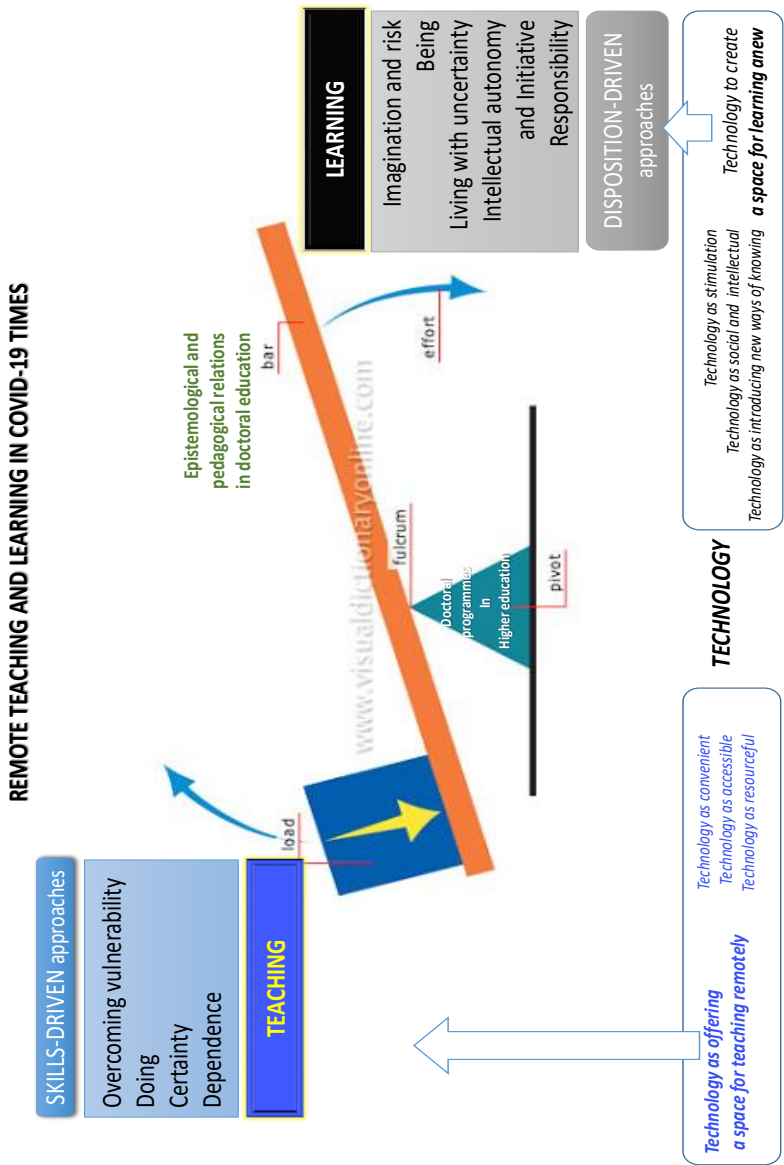 REMOTE TEACHING AND LEARNING IN COVID-19 TIMES
SKILLS-DRIVEN approaches
Overcoming vulnerability
Doing
Certainty
Dependence
TEACHING
load
Epistemological and
pedagogical relations
in doctoral education
bar
effort
fulcrum
www.visualdictionaryonline.com
Doctoral
programmes
In
Higher education
pivot
LEARNING
Imagination and risk
Being
Living with uncertainty
Intellectual autonomy
and Initiative
Responsibility
DISPOSITION-DRIVEN
approaches
Technology as offering
a space for teaching remotely
Technology as convenient
Technology as accessible
Technology as resourceful
TECHNOLOGY
Technology as stimulation
Technology as social and intellectual
Technology as introducing new ways of knowing
Technology to create
a space for learning anew